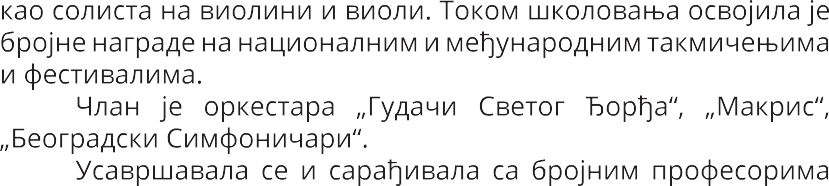 као солиста на виолини и виоли. Током школовања освојила је
бројне награде на националним и међународним такмичењима
и фестивалима.
Члан је оркестара „Гудачи Светог Ђорђа“, „Макрис“,
„Београдски Симфоничари“.
Усавршавала се и сарађивала са бројним професорима